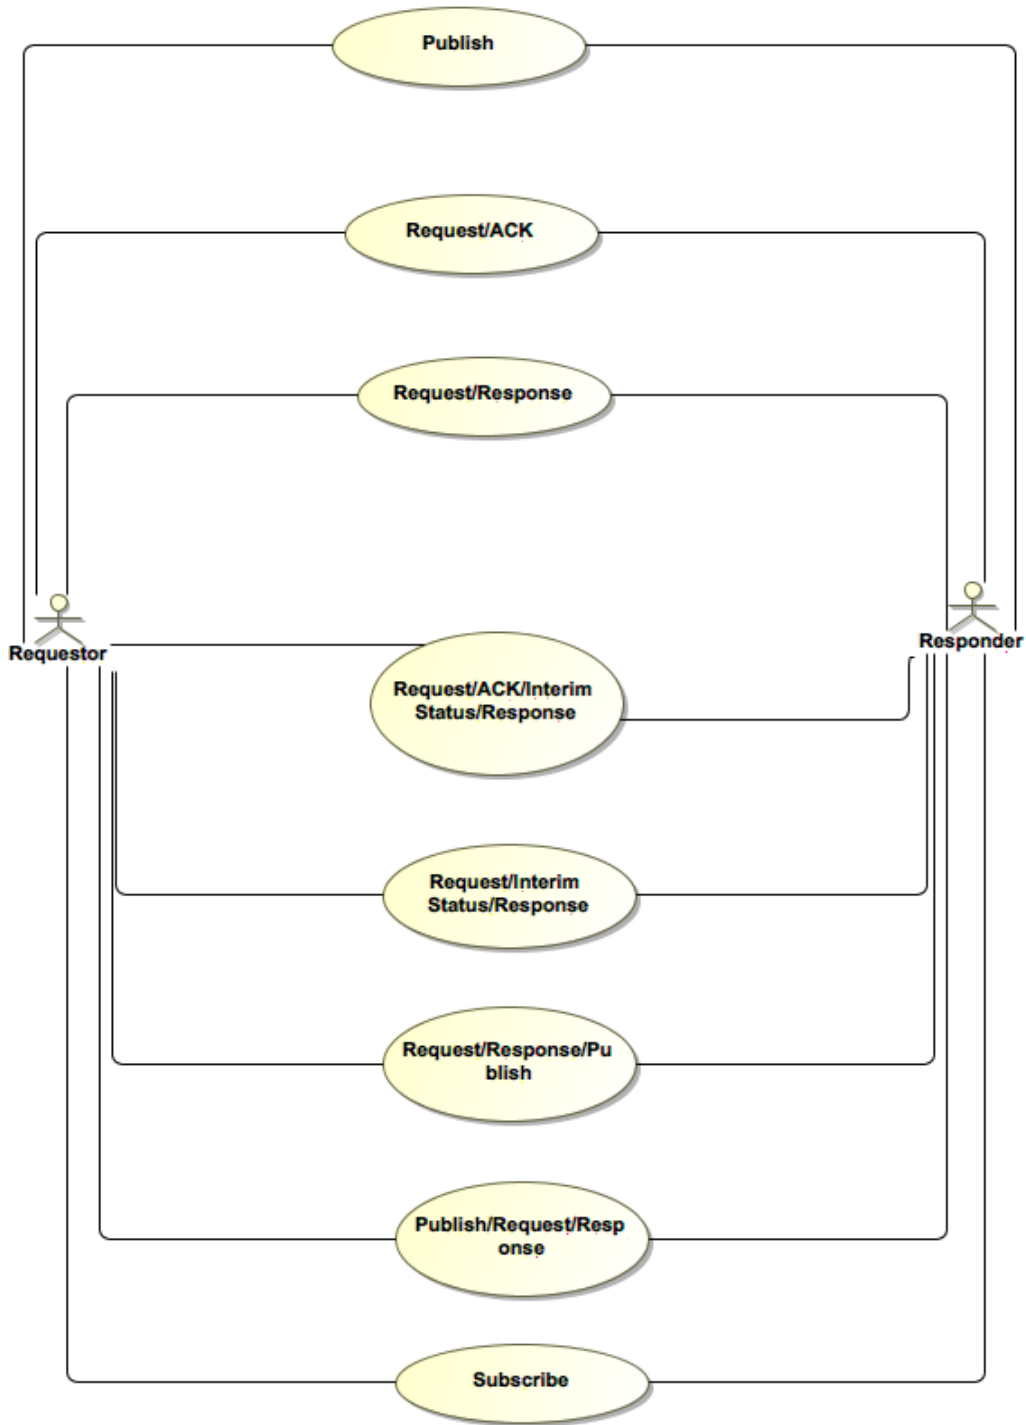 Publish
Request/ACK
Request/Response
Requestor
Responder
Request/ACK/Interim
Status/Response
Request/Interim
Status/Response
Request/Response/Pu
blish
Publish/Request/Resp
onse
Subscribe